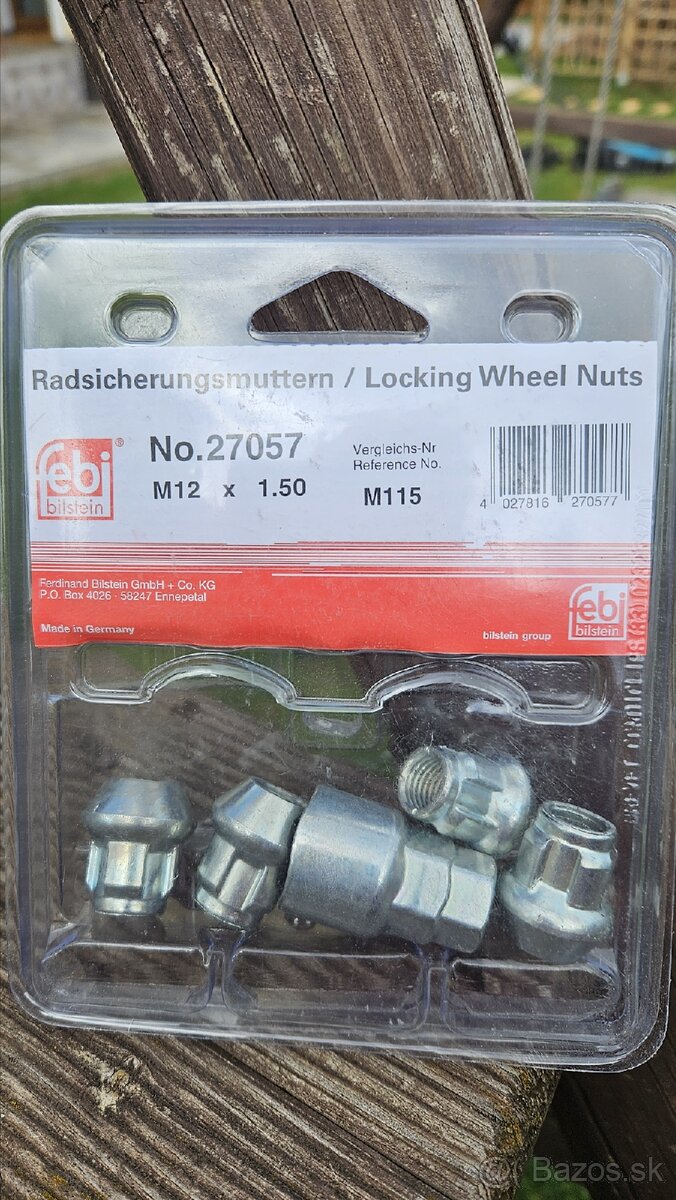 Radsicherungsmuttern / Locking Wheel Nuts
febi®
bilstein
No.27057
M12 x 1.50
Vergleichs-Nr
Reference No.
M115
4 027816 270577
Ferdinand Bilstein GmbH + Co. KG
P.O. Box 4026 · 58247 Ennepetal
Made in Germany
bilstein group
febi
bilstein
Bazos.sk